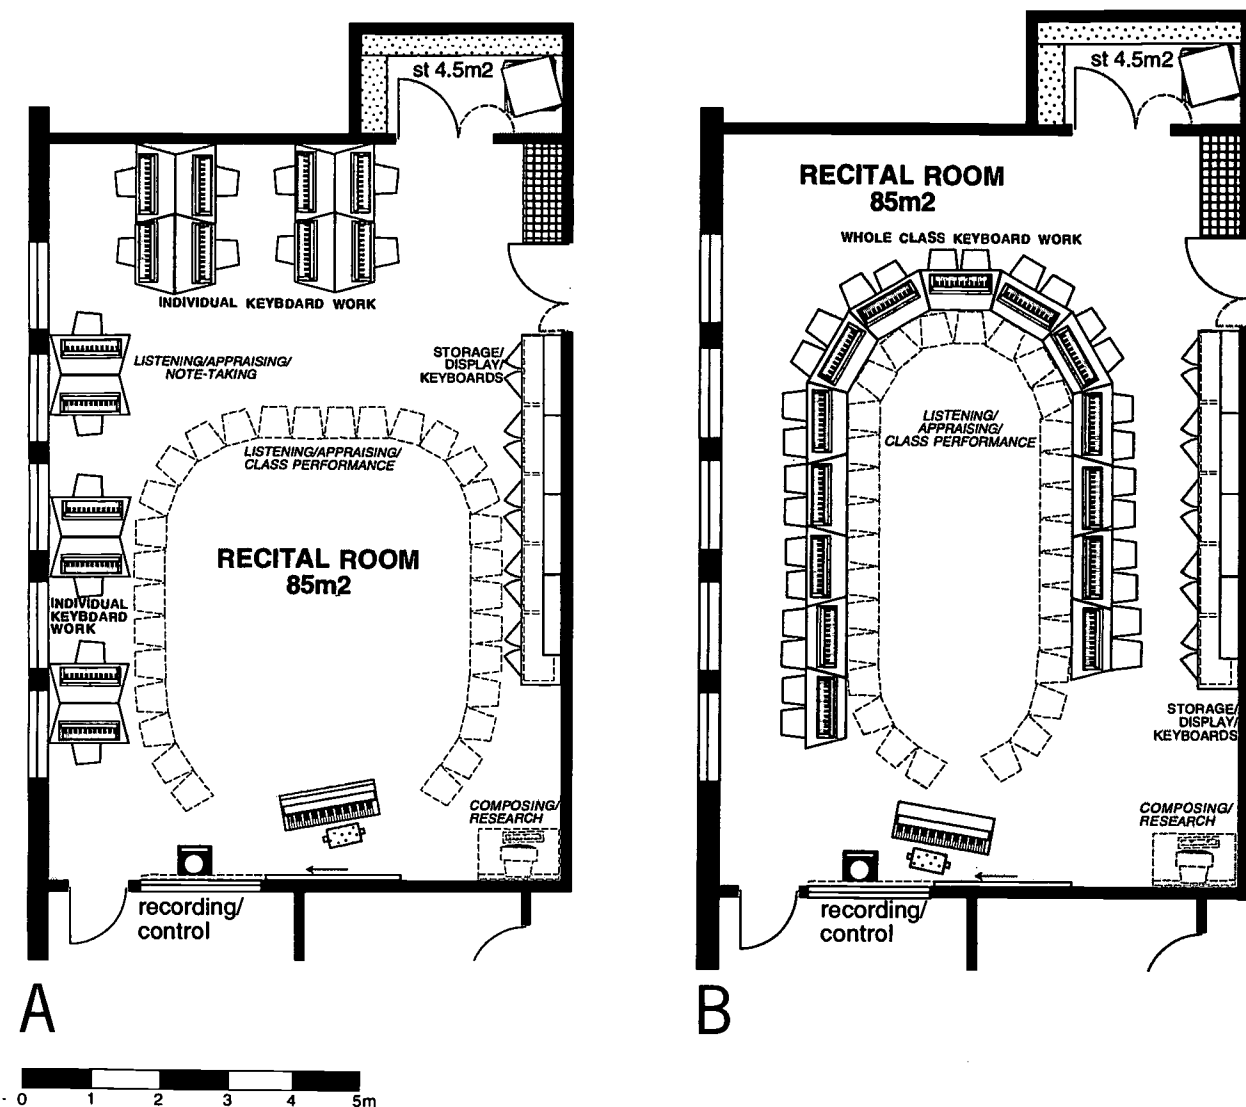 st 4.5m2
INDIVIDUAL KEYBOARD WORK
LISTENING/APPRAISING/
NOTE-TAKING
STORAGE/
DISPLAY/
KEYBOARDS
LISTENING/APPRAISING/
CLASS PERFORMANCE
RECITAL ROOM
85m2
INDIVIDUAL
KEYBOARD
WORK
COMPOSING/
RESEARCH
recording/
control
A
0 1 2 3 4 5m
st 4.5m2
RECITAL ROOM
85m2
WHOLE CLASS KEYBOARD WORK
LISTENING/
APPRAISING/
CLASS PERFORMANCE
STORAGE/
DISPLAY/
KEYBOARDS
COMPOSING/
RESEARCH
recording/
control
B